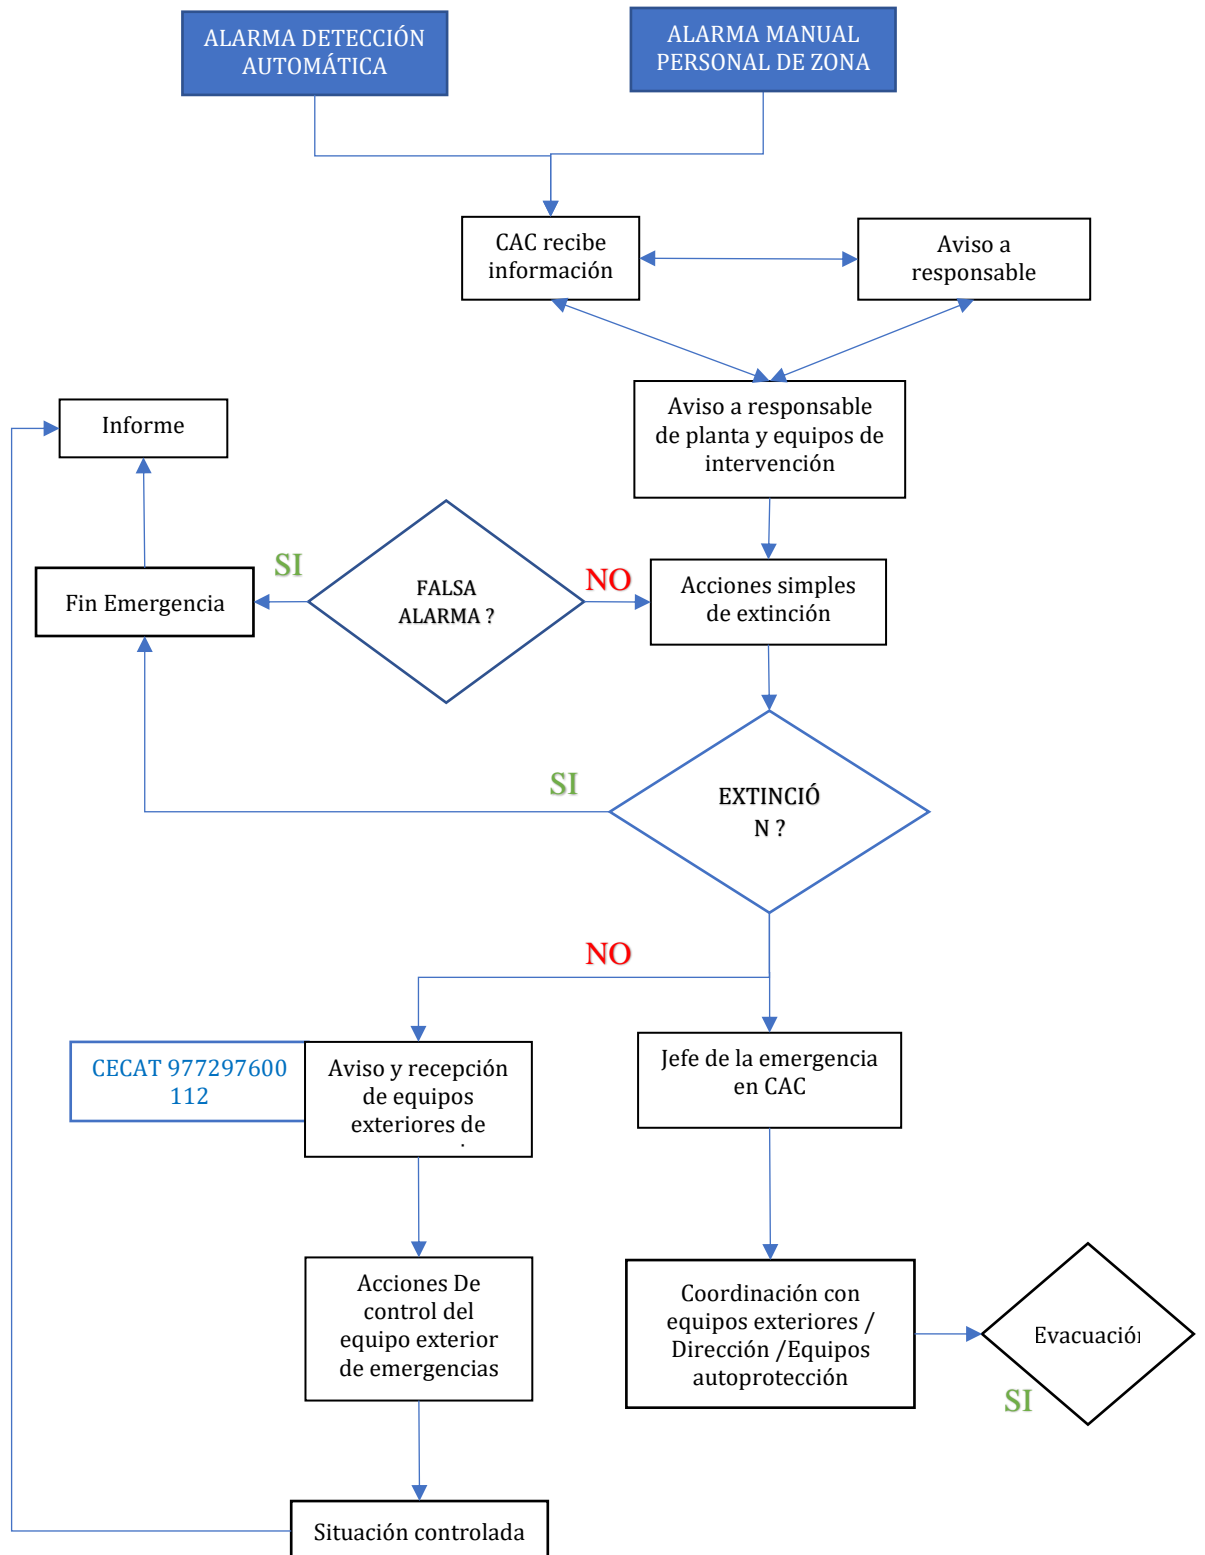 ALARMA DETECCIÓN
AUTOMÁTICA
ALARMA MANUAL
PERSONAL DE ZONA
CAC recibe
información
Aviso a
responsable
Aviso a responsable
de planta y equipos de
intervención
Informe
SI
FALSA
ALARMA ?
NO
Fin Emergencia
Acciones simples
de extinción
SI
EXTINCIÓ
N ?
NO
CECAT 977297600
112
Aviso y recepción
de equipos
exteriores de
Jefe de la emergencia
en CAC
Acciones De
control del
equipo exterior
de emergencias
Coordinación con
equipos exteriores /
Dirección /Equipos
autoprotección
Evacuación
SI
Situación controlada